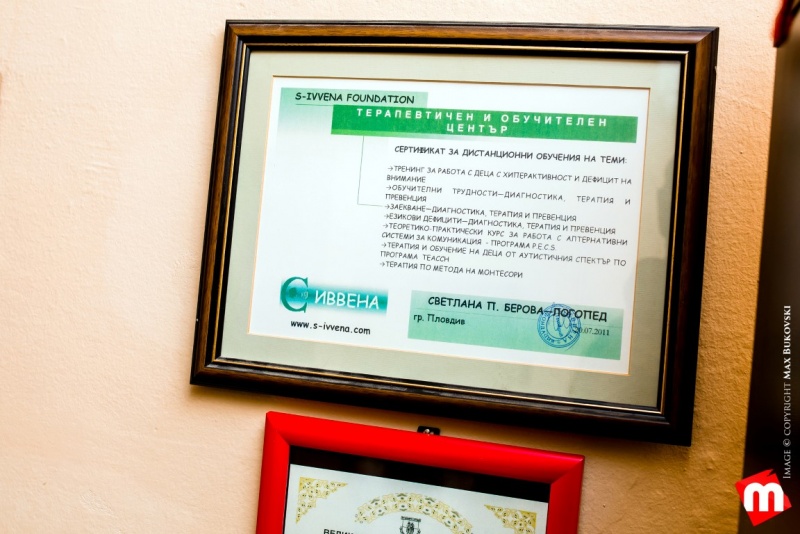 S-IVVENA FOUNDATION
ТЕРАПЕВТИЧЕН И ОБУЧИТЕЛЕН
ЦЕНТЪР
СЕРТИФИКАТ ЗА ДИСТАНЦИОННИ ОБУЧЕНИЯ НА ТЕМИ:
→ТРЕНИНГ ЗА РАБОТА С ДЕЦА С ХИПЕРАКТИВНОСТ И ДЕФИЦИТ НА
ВНИМАНИЕ
→ОБУЧИТЕЛНИ ТРУДНОСТИ—ДИАГНОСТИКА, ТЕРАПИЯ И
ПРЕВЕНЦИЯ
→ЗАЕКВАНЕ—ДИАГНОСТИКА, ТЕРАПИЯ И ПРЕВЕНЦИЯ
→ЕЗИКОВИ ДЕФИЦИТИ—ДИАГНОСТИКА, ТЕРАПИЯ И ПРЕВЕНЦИЯ
→ТЕОРЕТИКО-ПРАКТИЧЕСКИ КУРС ЗА РАБОТА С АЛТЕРНАТИВНИ
СИСТЕМИ ЗА КОМУНИКАЦИЯ - ПРОГРАМА P.E.C.S.
→ТЕРАПИЯ И ОБУЧЕНИЕ НА ДЕЦА ОТ АУТИСТИЧНИЯ СПЕКТЪР ПО
ПРОГРАМА TEACCH
→ТЕРАПИЯ ПО МЕТОДА НА МОНТЕСОРИ
ИВВЕНА
www.s-ivvena.com
СВЕТЛАНА П. БЕРОВА—ЛОГОПЕД
гр. Пловдив
20.07.2011
IMAGE © COPYRIGHT MAX BUKOVSKI
m